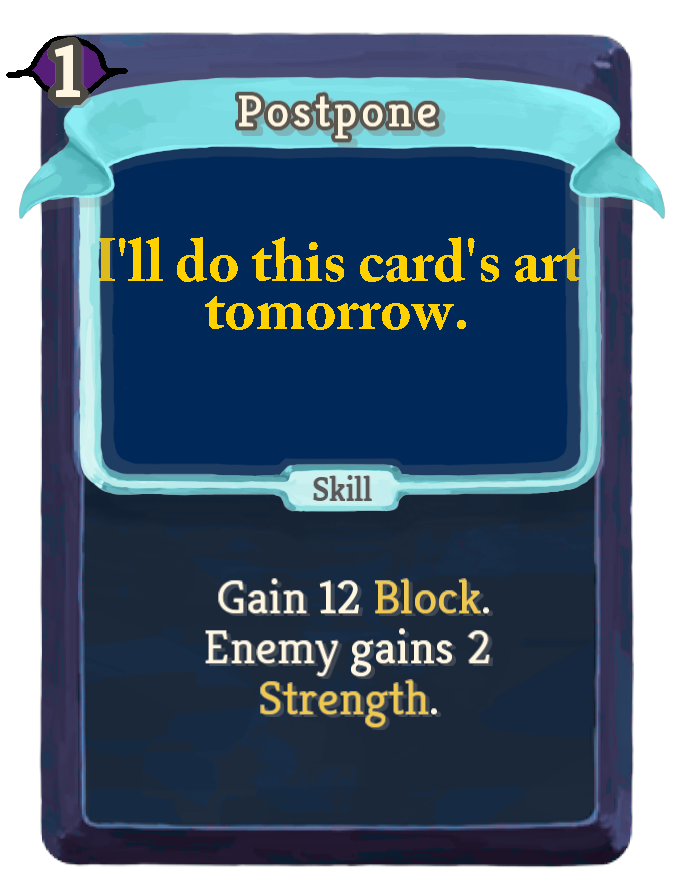 1
Postpone
I'll do this card's art
tomorrow.
Skill
Gain 12 Block.
Enemy gains 2
Strength.